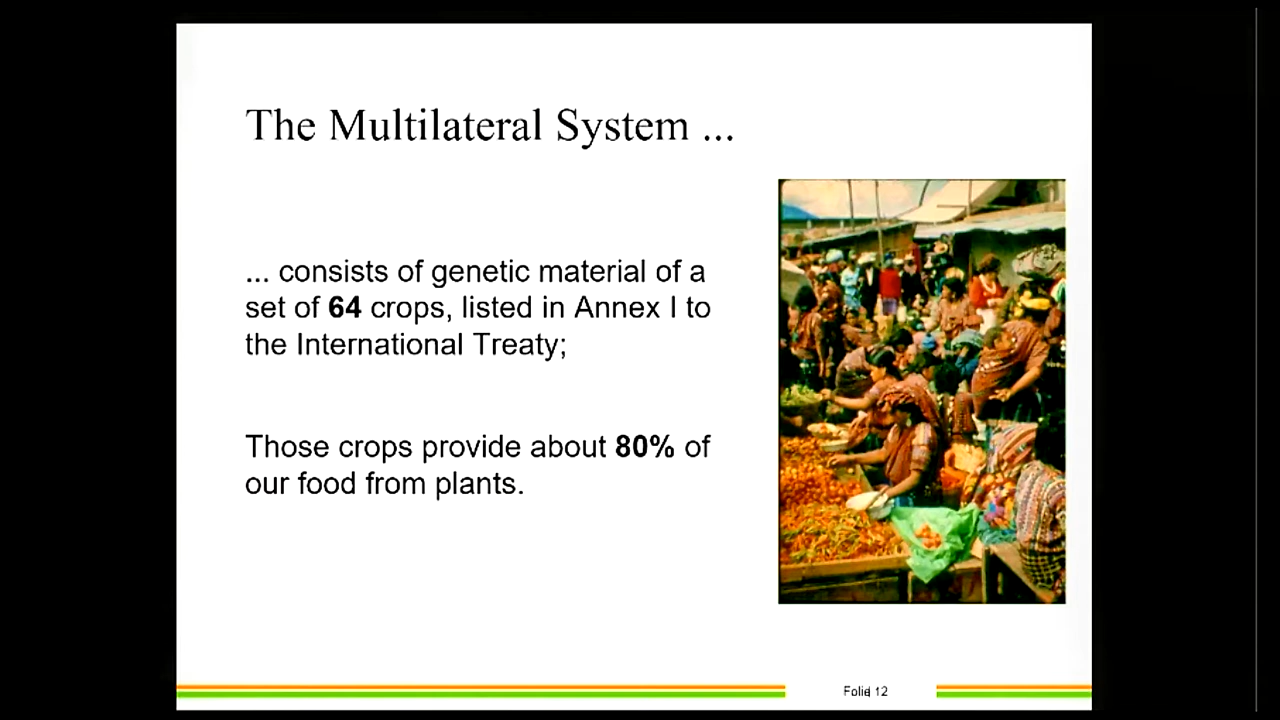 The Multilateral System ...
... consists of genetic material of a
set of 64 crops, listed in Annex I to
the International Treaty;
Those crops provide about 80% of
our food from plants.
Folie 12